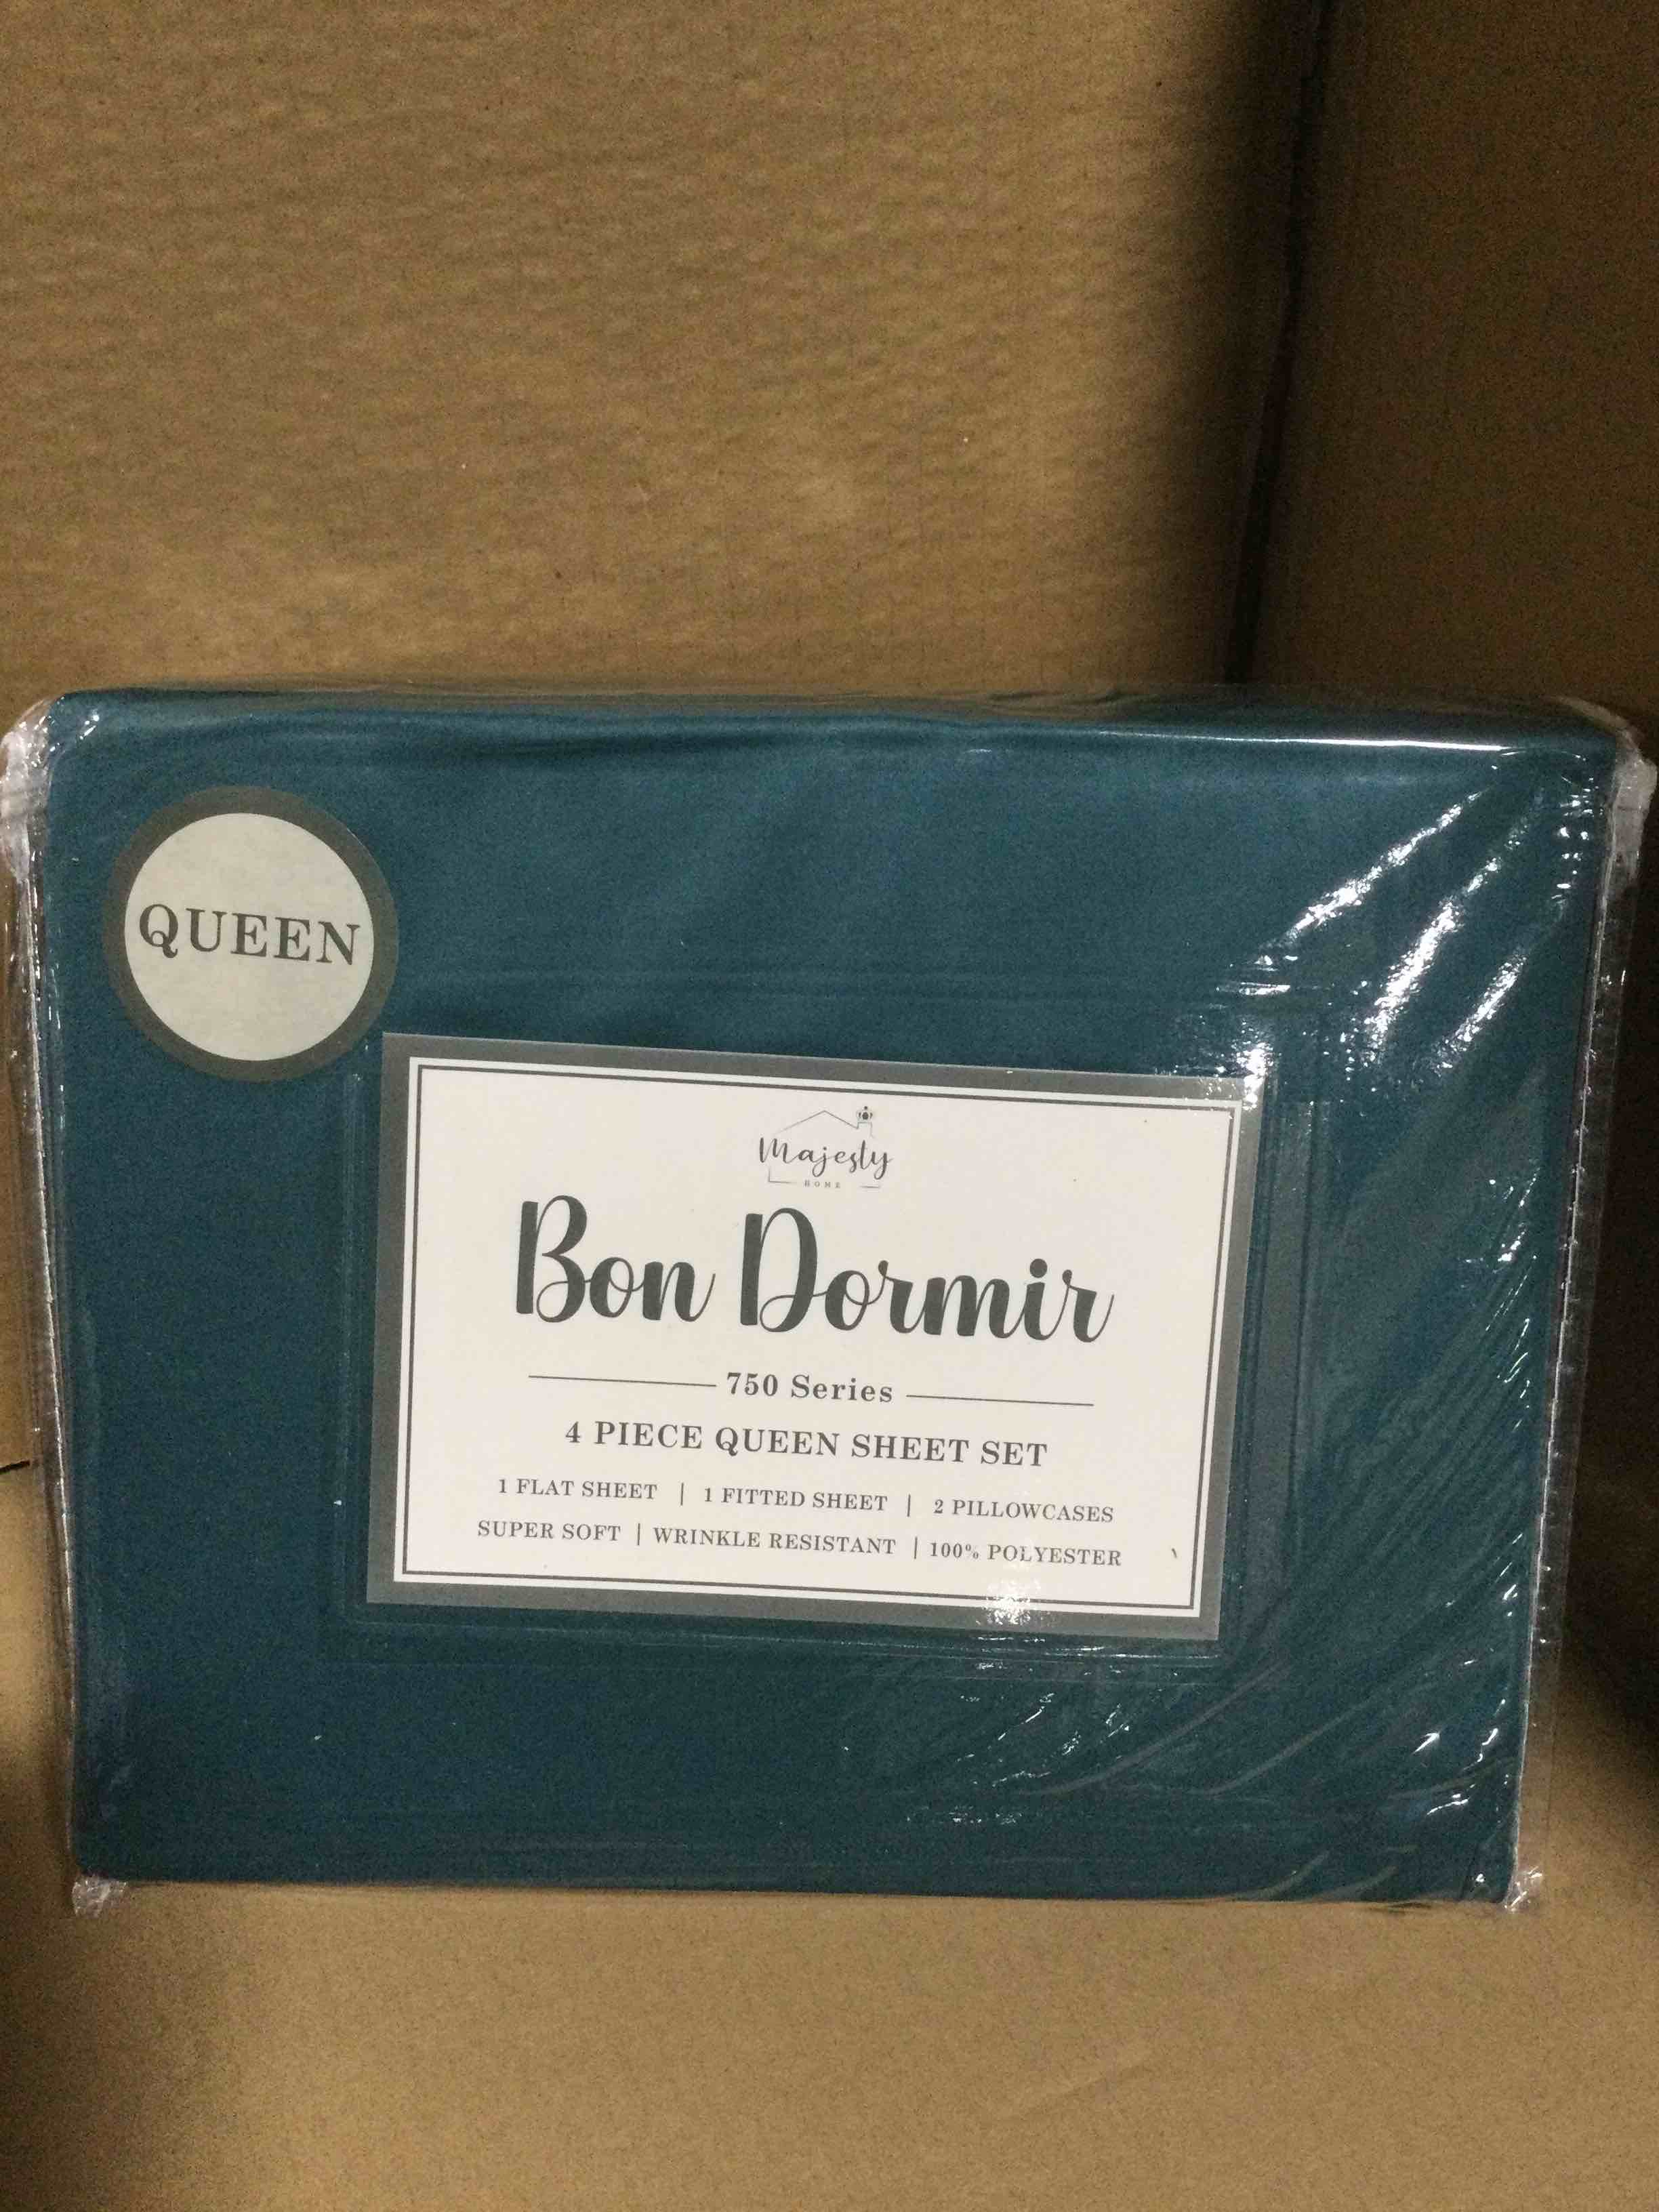 QUEEN
Majesty
HOME
Bon Dormir
750 Series
4 PIECE QUEEN SHEET SET
1 FLAT SHEET | 1 FITTED SHEET | 2 PILLOWCASES
SUPER SOFT | WRINKLE RESISTANT | 100% POLYESTER